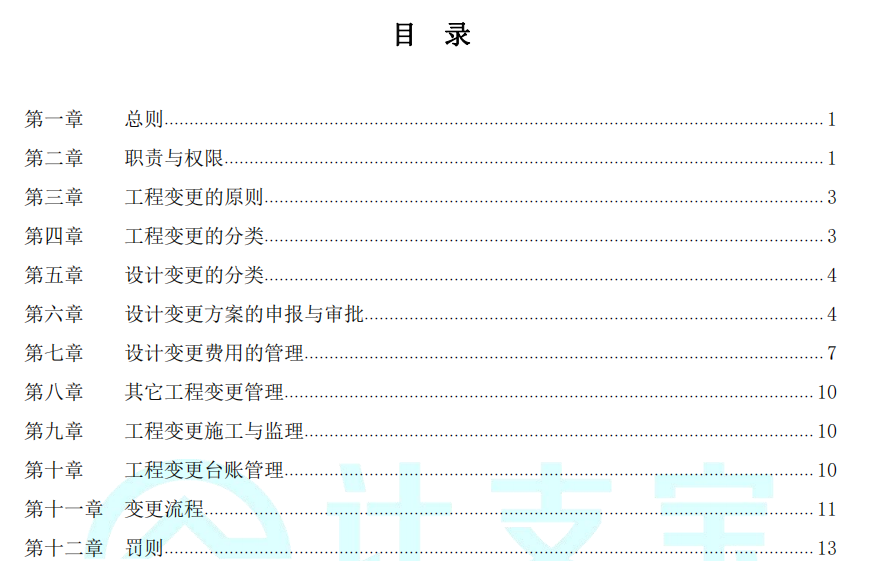 目 录
第一章 总则 1
第二章 职责与权限 1
第三章 工程变更的原则 3
第四章 工程变更的分类 3
第五章 设计变更的分类 4
第六章 设计变更方案的申报与审批 4
第七章 设计变更费用的管理 7
第八章 其它工程变更管理 10
第九章 工程变更施工与监理 10
第十章 工程变更台账管理 10
第十一章 变更流程 11
第十二章 罚则 13
计支宝